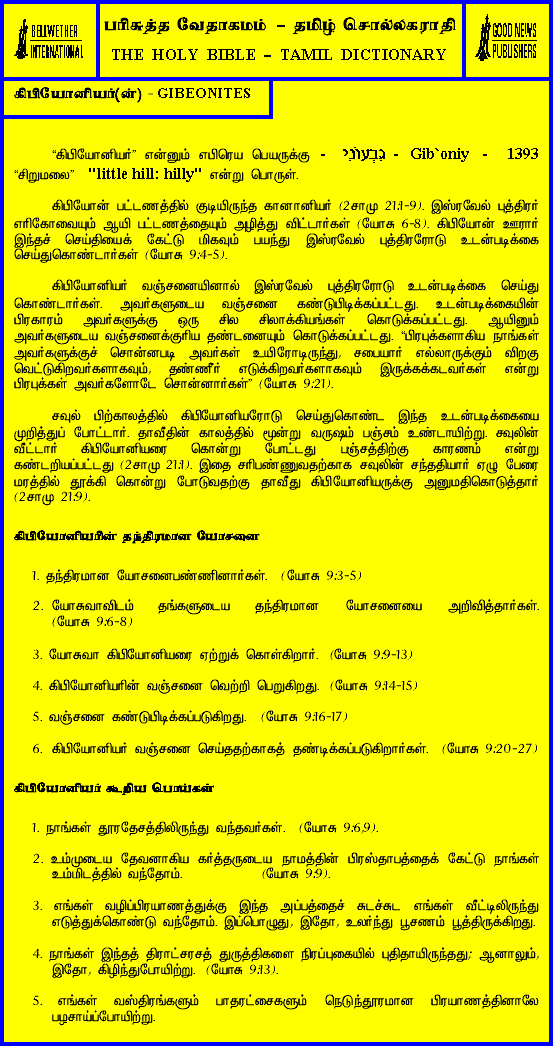 BELLWETHER
INTERNATIONAL
பரிசுத்த வேதாகமம் – தமிழ் சொல்லகராதி
THE HOLY BIBLE – TAMIL DICTIONARY
GOOD NEWS
PUBLISHERS
கிபியோனியர்(ன்) - GIBEONITES
“கிபியோனியர்” என்னும் எபிரெய பெயருக்கு - גִּבְעֹנִי - Gib`oniy - 1393
“சிறுமலை” "little hill: hilly" என்று பொருள்.
கிபியோன் பட்டணத்தில் குடியிருந்த கானானியர் (2சாமு 21:1-9). இஸ்ரவேல் புத்திரர்
எரிகோவையும் ஆயி பட்டணத்தையும் அழித்து விட்டார்கள் (யோசு 6-8). கிபியோன் ஊரார்
இந்தச் செய்தியைக் கேட்டு மிகவும் பயந்து இஸ்ரவேல் புத்திரரோடு உடன்படிக்கை
செய்துகொண்டார்கள் (யோசு 9:4-5).
கிபியோனியர் வஞ்சனையினால் இஸ்ரவேல் புத்திரரோடு உடன்படிக்கை செய்து
கொண்டார்கள். அவர்களுடைய வஞ்சனை கண்டுபிடிக்கப்பட்டது. உடன்படிக்கையின்
பிரகாரம் அவர்களுக்கு ஒரு சில சிலாக்கியங்கள் கொடுக்கப்பட்டது. ஆயினும்
அவர்களுடைய வஞ்சனைக்குரிய தண்டனையும் கொடுக்கப்பட்டது. “பிரபுக்களாகிய நாங்கள்
அவர்களுக்குச் சொன்னபடி அவர்கள் உயிரோடிருந்து, சபையார் எல்லாருக்கும் விறகு
வெட்டுகிறவர்களாகவும், தண்ணீர் எடுக்கிறவர்களாகவும் இருக்கக்கடவர்கள் என்று
பிரபுக்கள் அவர்களோடே சொன்னார்கள்” (யோசு 9:21).
சவுல் பிற்காலத்தில் கிபியோனியரோடு செய்துகொண்ட இந்த உடன்படிக்கையை
முறித்துப் போட்டார். தாவீதின் காலத்தில் மூன்று வருஷம் பஞ்சம் உண்டாயிற்று. சவுலின்
வீட்டார் கிபியோனியரை கொன்று போட்டது பஞ்சத்திற்கு காரணம் என்று
கண்டறியப்பட்டது (2சாமு 21:1). இதை சரிபண்ணுவதற்காக சவுலின் சந்ததியார் ஏழு பேரை
மரத்தில் தூக்கி கொன்று போடுவதற்கு தாவீது கிபியோனியருக்கு அனுமதிகொடுத்தார்
(2சாமு 21:9).
கிபியோனியரின் தந்திரமான யோசனை
1. தந்திரமான யோசனைபண்ணினார்கள். (யோசு 9:3-5)
2. யோசுவாவிடம் தங்களுடைய தந்திரமான யோசனையை அறிவித்தார்கள்.
(யோசு 9:6-8)
3. யோசுவா கிபியோனியரை ஏற்றுக் கொள்கிறார். (யோசு 9:9-13)
4. கிபியோனியரின் வஞ்சனை வெற்றி பெறுகிறது. (யோசு 9:14-15)
5. வஞ்சனை கண்டுபிடிக்கப்படுகிறது. (யோசு 9:16-17)
6. கிபியோனியர் வஞ்சனை செய்ததற்காகத் தண்டிக்கப்படுகிறார்கள். (யோசு 9:20-27)
கிபியோனியர் கூறிய பொய்கள்
1. நாங்கள் தூரதேசத்திலிருந்து வந்தவர்கள். (யோசு 9:6,9).
2. உம்முடைய தேவனாகிய கர்த்தருடைய நாமத்தின் பிரஸ்தாபத்தைக் கேட்டு நாங்கள்
உம்மிடத்தில் வந்தோம். (யோசு 9:9).
3. எங்கள் வழிப்பிரயாணத்துக்கு இந்த அப்பத்தைச் சுடச்சுட எங்கள் வீட்டிலிருந்து
எடுத்துக்கொண்டு வந்தோம். இப்பொழுது, இதோ, உலர்ந்து பூசணம் பூத்திருக்கிறது.
4. நாங்கள் இந்தத் திராட்சரசத் துருத்திகளை நிரப்புகையில் புதிதாயிருந்தது; ஆனாலும்,
இதோ, கிழிந்துபோயிற்று. (யோசு 9:13).
5. எங்கள் வஸ்திரங்களும் பாதரட்சைகளும் நெடுந்தூரமான பிரயாணத்தினாலே
பழசாய்ப்போயிற்று.